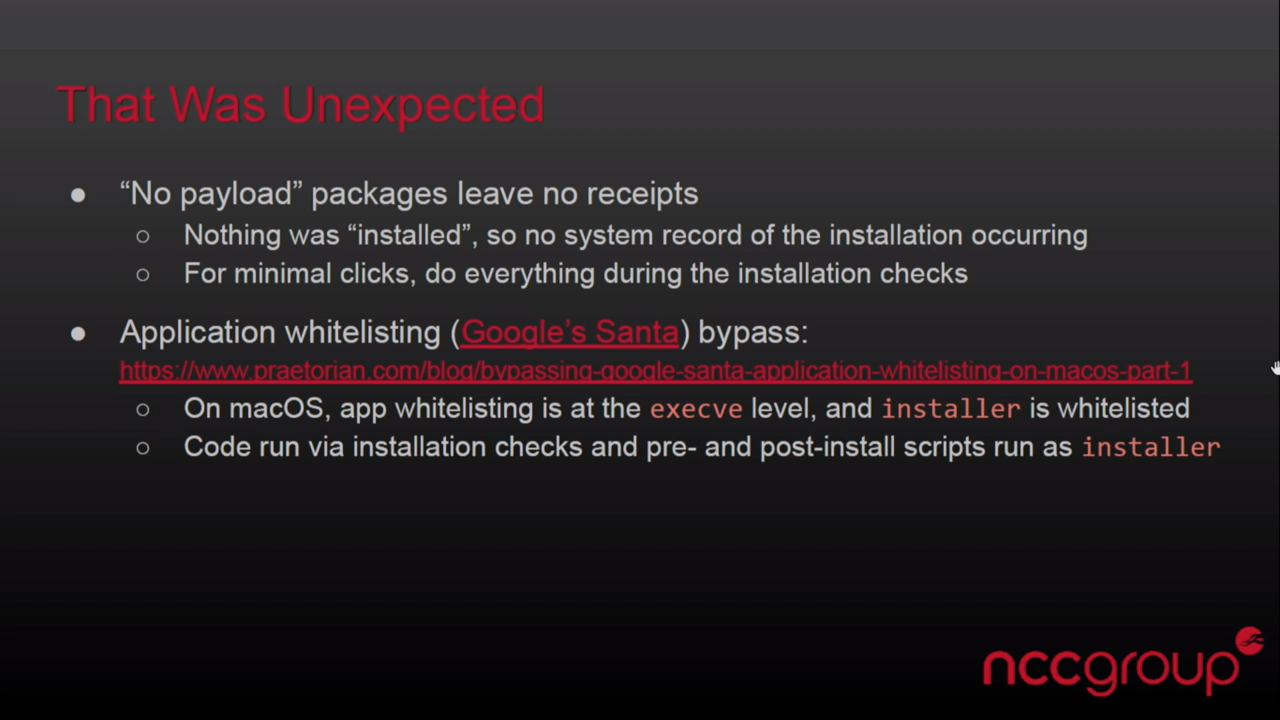 That Was Unexpected
● “No payload” packages leave no receipts
○ Nothing was “installed”, so no system record of the installation occurring
○ For minimal clicks, do everything during the installation checks
● Application whitelisting (Google’s Santa) bypass:
https://www.praetorian.com/blog/bypassing-google-santa-application-whitelisting-on-macos-part-1
○ On macOS, app whitelisting is at the execve level, and installer is whitelisted
○ Code run via installation checks and pre- and post-install scripts run as installer
nccgroup